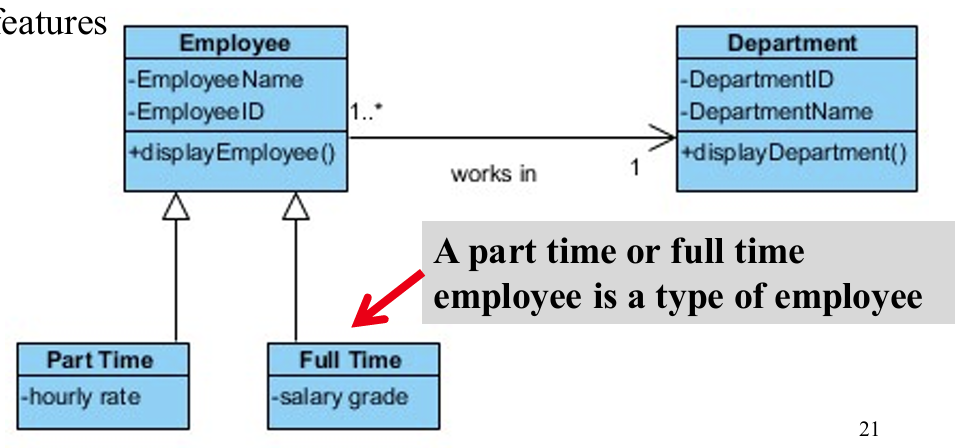 features
Employee
-EmployeeName
-EmployeeID
+displayEmployee()
1..*
works in
1
Department
-DepartmentID
-DepartmentName
+displayDepartment()
A part time or full time
employee is a type of employee
Part Time
-hourly rate
Full Time
-salary grade
21